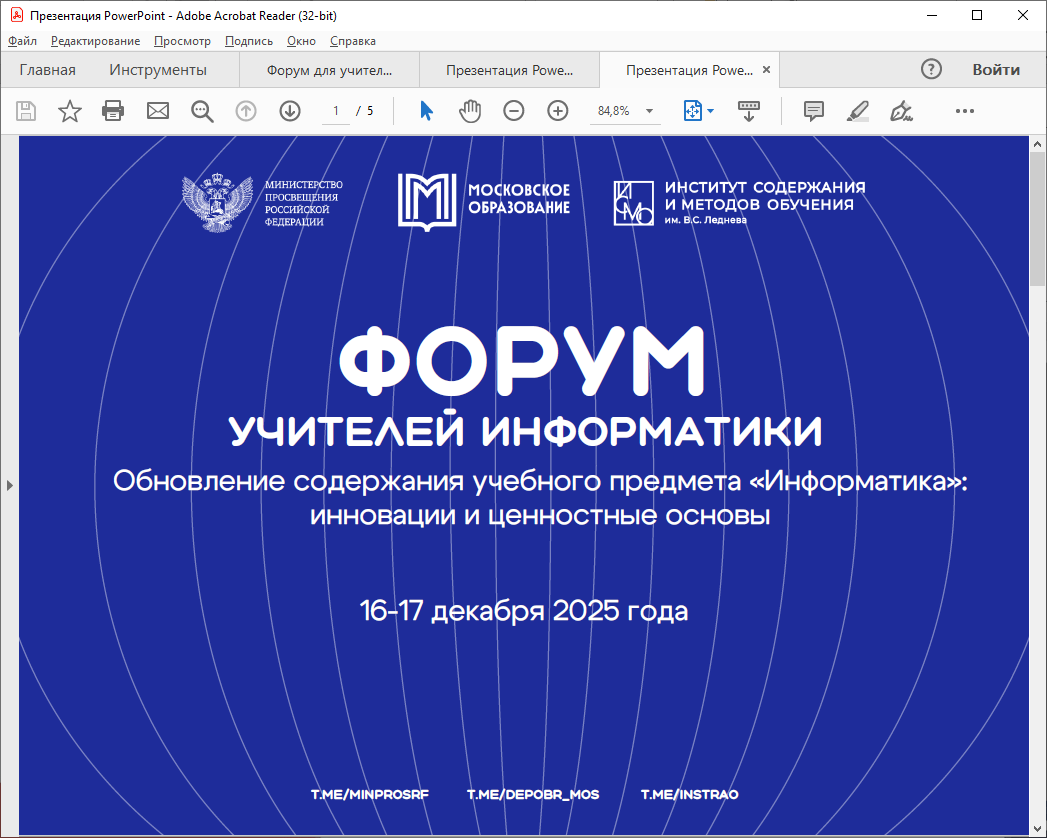 Презентация PowerPoint - Adobe Acrobat Reader (32-bit)
Файл Редактирование Просмотр Подпись Окно Справка
Главная Инструменты Форум для учител... Презентация Powe... Презентация Powe... × ? Войти
1 / 5 84,8%
МИНИСТЕРСТВО
ПРОСВЕЩЕНИЯ
РОССИЙСКОЙ
ФЕДЕРАЦИИ
МОСКОВСКОЕ
ОБРАЗОВАНИЕ
ИСМО
ИНСТИТУТ СОДЕРЖАНИЯ
И МЕТОДОВ ОБУЧЕНИЯ
им. В.С. Леднева
ФОРУМ
УЧИТЕЛЕЙ ИНФОРМАТИКИ
Обновление содержания учебного предмета «Информатика»:
инновации и ценностные основы
16-17 декабря 2025 года
T.ME/MINPROSRF T.ME/DEPOBR_MOS T.ME/INSTRAO